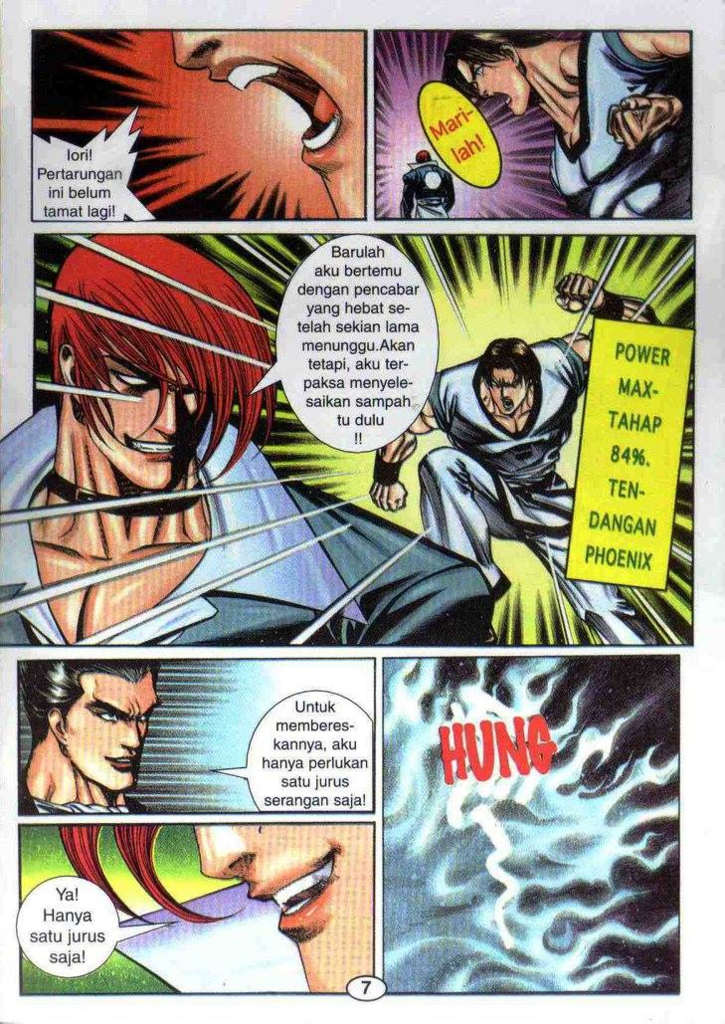 Iori!
Pertarungan
ini belum
tamat lagi!
Mari-
lah!
Barulah
aku bertemu
dengan pencabar
yang hebat se-
telah sekian lama
menunggu.Akan
tetapi, aku ter-
paksa menyele-
saikan sampah
tu dulu
!!
POWER
MAX-
TAHAP
84%.
TEN-
DANGAN
PHOENIX
Untuk
memberes-
kannya, aku
hanya perlukan
satu jurus
serangan saja!
HUNG
Ya!
Hanya
satu jurus
saja!
7